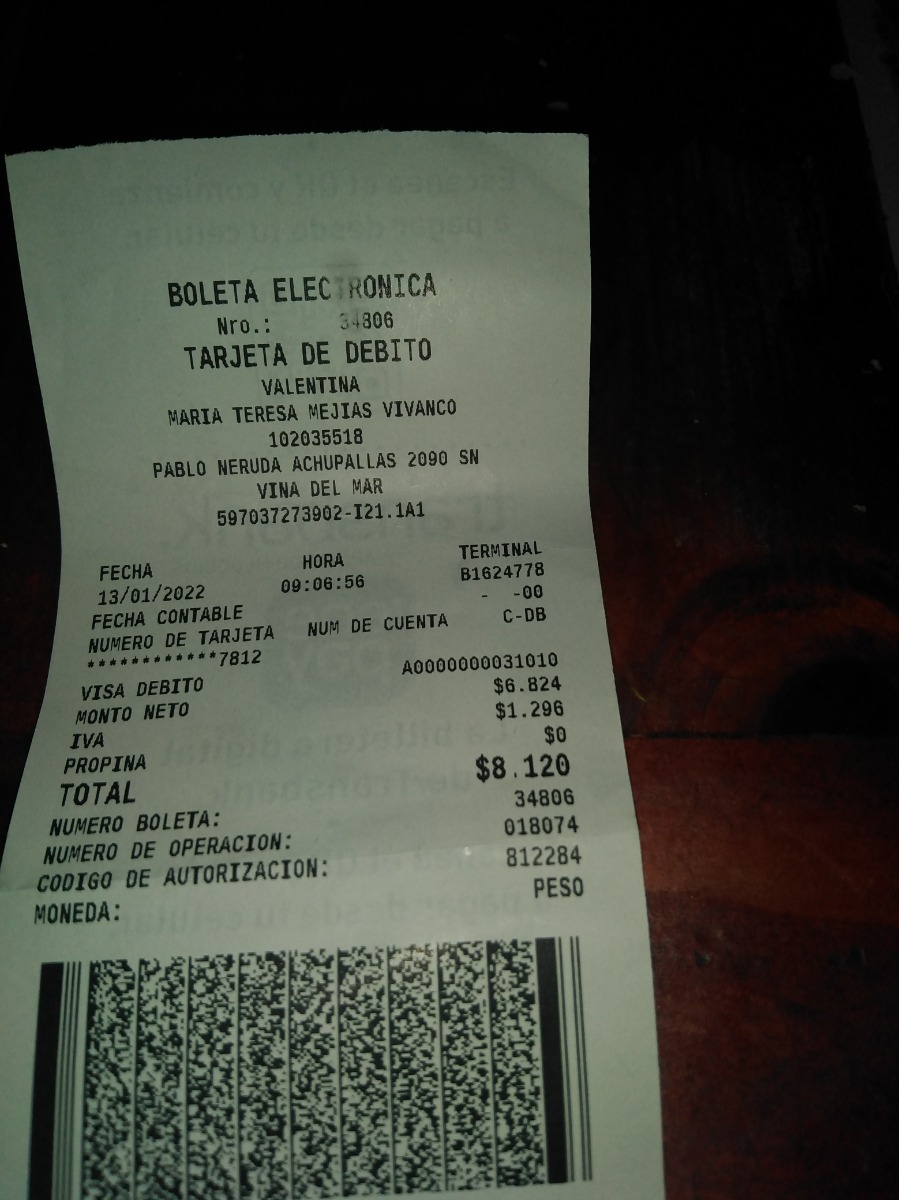 BOLETA ELECTRONICA
Nro.: 34806
TARJETA DE DEBITO
VALENTINA
MARIA TERESA MEJIAS VIVANCO
102035518
PABLO NERUDA ACHUPALLAS 2090 SN
VINA DEL MAR
597037273902-I21.1A1
FECHA HORA TERMINAL
13/01/2022 09:06:56 B1624778
FECHA CONTABLE - -00
NUMERO DE TARJETA NUM DE CUENTA C-DB
************7812
VISA DEBITO A0000000031010
MONTO NETO $6.824
IVA $1.296
PROPINA $0
TOTAL $8.120
NUMERO BOLETA: 34806
NUMERO DE OPERACION: 018074
CODIGO DE AUTORIZACION: 812284
MONEDA: PESO